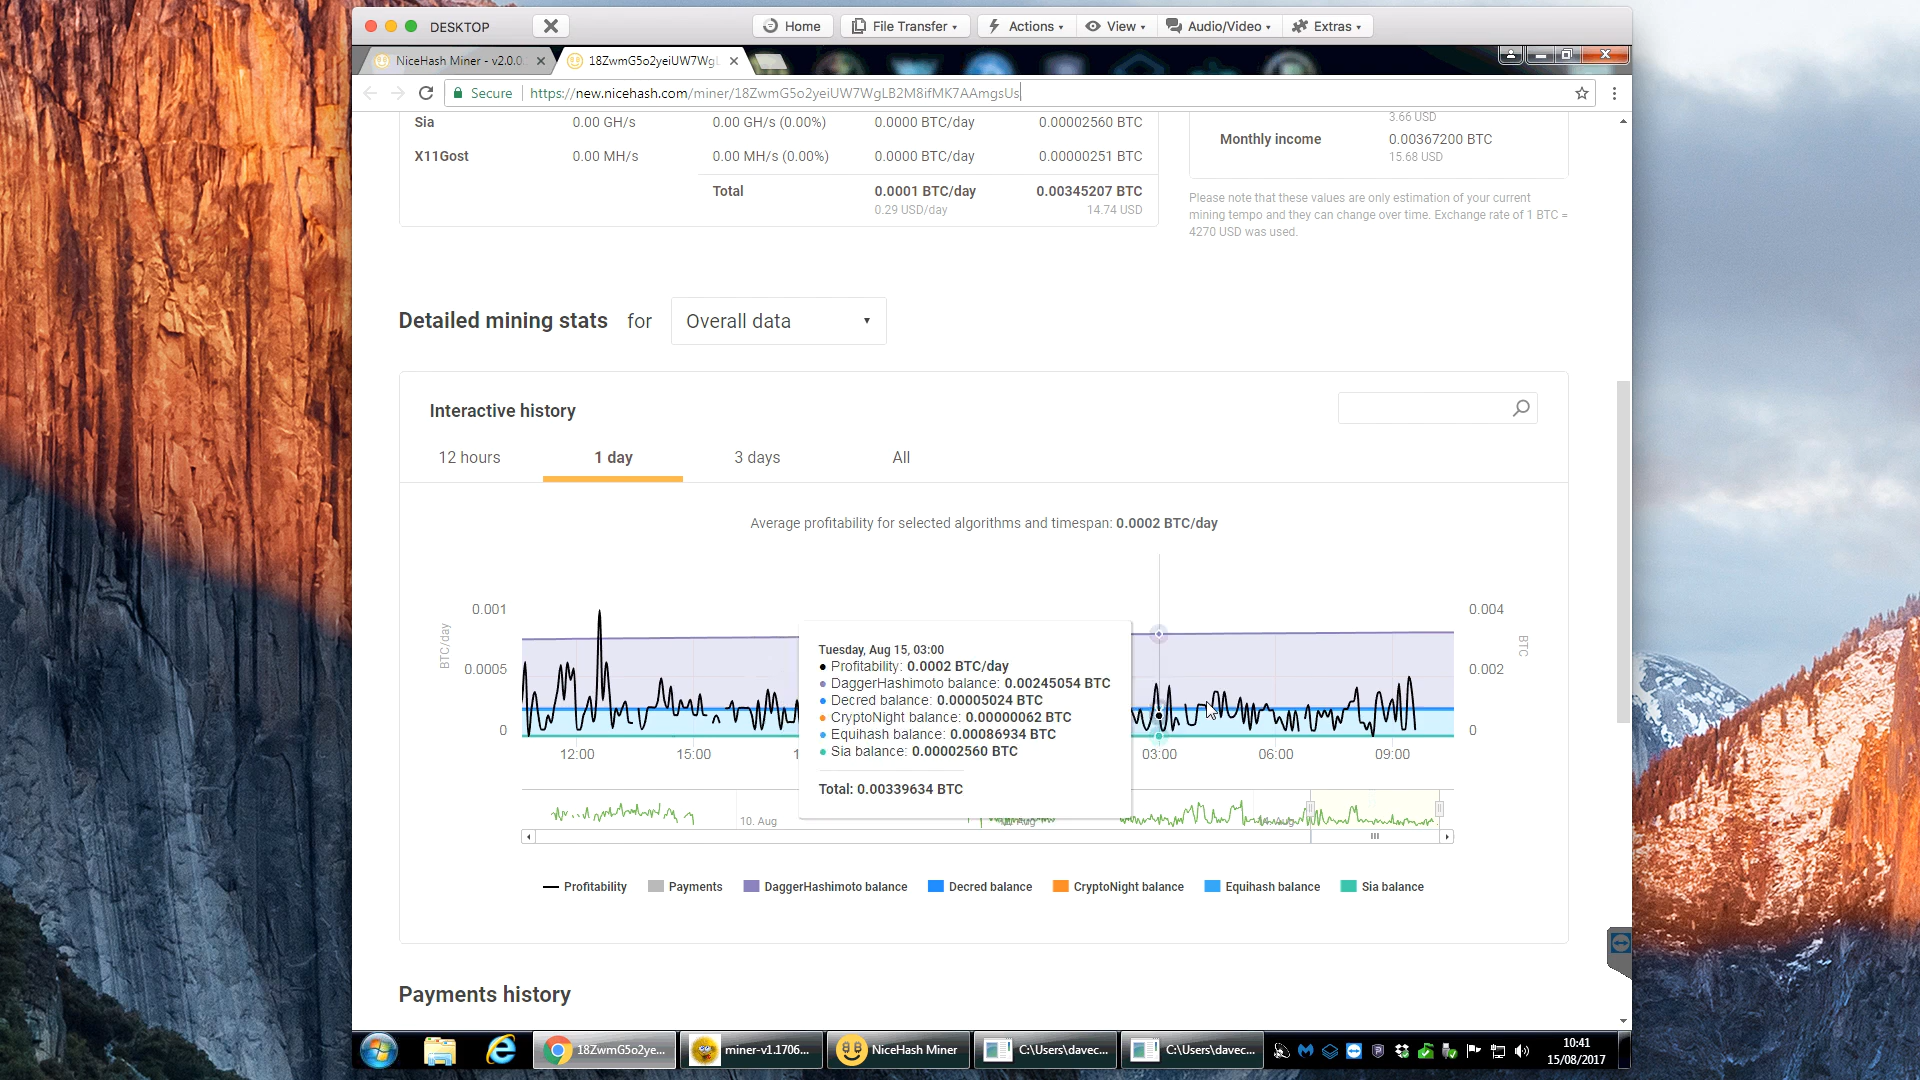 DESKTOP
Home
File Transfer
Actions
View
Audio/Video
Extras
NiceHash Miner - v2.0.0.
18ZwmG5o2yeiUW7WgL
Secure
https://new.nicehash.com/miner/18ZwmG5o2yeiUW7WgLB2M8ifMK7AAmgsUs
Sia 0.00 GH/s 0.00 GH/s (0.00%) 0.0000 BTC/day 0.00002560 BTC
X11Gost 0.00 MH/s 0.00 MH/s (0.00%) 0.0000 BTC/day 0.00000251 BTC
Total 0.0001 BTC/day 0.00345207 BTC
0.29 USD/day 14.74 USD
3.66 USD
Monthly income 0.00367200 BTC
15.68 USD
Please note that these values are only estimation of your current
mining tempo and they can change over time. Exchange rate of 1 BTC =
4270 USD was used.
Detailed mining stats for Overall data
Interactive history
12 hours 1 day 3 days All
Average profitability for selected algorithms and timespan: 0.0002 BTC/day
BTC/day
0.001
0.0005
0
0.004
0.002
0
BTC
Tuesday, Aug 15, 03:00
Profitability: 0.0002 BTC/day
DaggerHashimoto balance: 0.00245054 BTC
Decred balance: 0.00005024 BTC
CryptoNight balance: 0.00000062 BTC
Equihash balance: 0.00086934 BTC
Sia balance: 0.00002560 BTC
Total: 0.00339634 BTC
12:00 15:00 1 03:00 06:00 09:00
10. Aug
Profitability Payments DaggerHashimoto balance Decred balance CryptoNight balance Equihash balance Sia balance
Payments history
18ZwmG5o2ye...
miner-v1.1706...
NiceHash Miner
C:\Users\davec...
C:\Users\davec...
10:41
15/08/2017